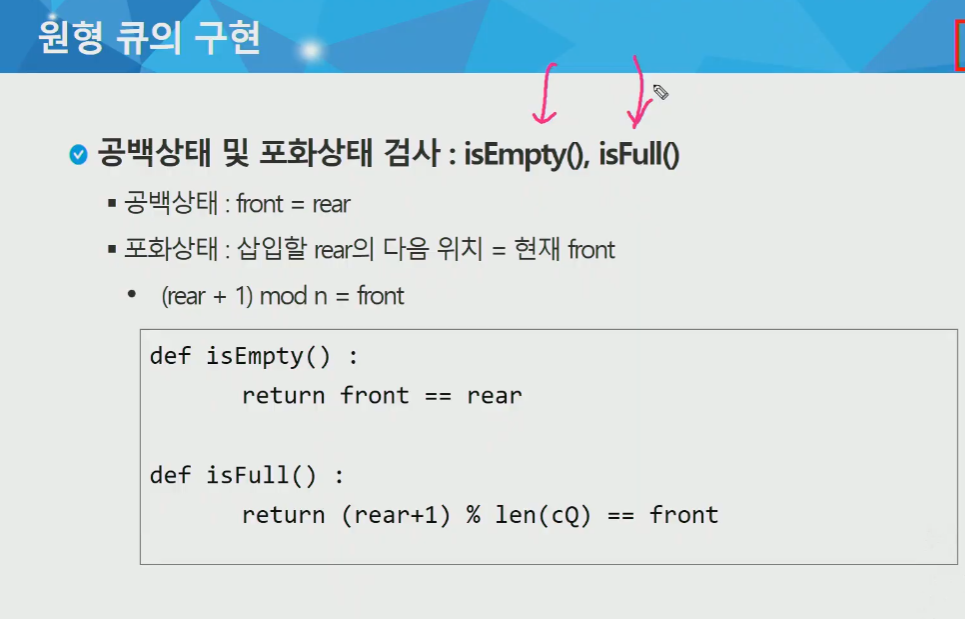 원형 큐의 구현
공백상태 및 포화상태 검사 : isEmpty(), isFull()
▪ 공백상태 : front = rear
▪ 포화상태 : 삽입할 rear의 다음 위치 = 현재 front
• (rear + 1) mod n = front
def isEmpty() :
return front == rear
def isFull() :
return (rear+1) % len(cQ) == front